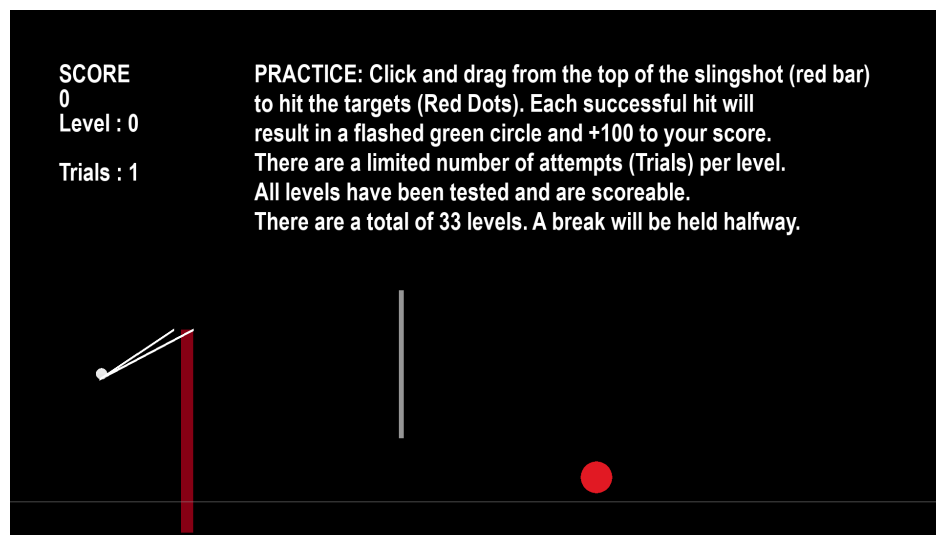 SCORE
0
Level : 0
Trials : 1
PRACTICE: Click and drag from the top of the slingshot (red bar)
to hit the targets (Red Dots). Each successful hit will
result in a flashed green circle and +100 to your score.
There are a limited number of attempts (Trials) per level.
All levels have been tested and are scoreable.
There are a total of 33 levels. A break will be held halfway.